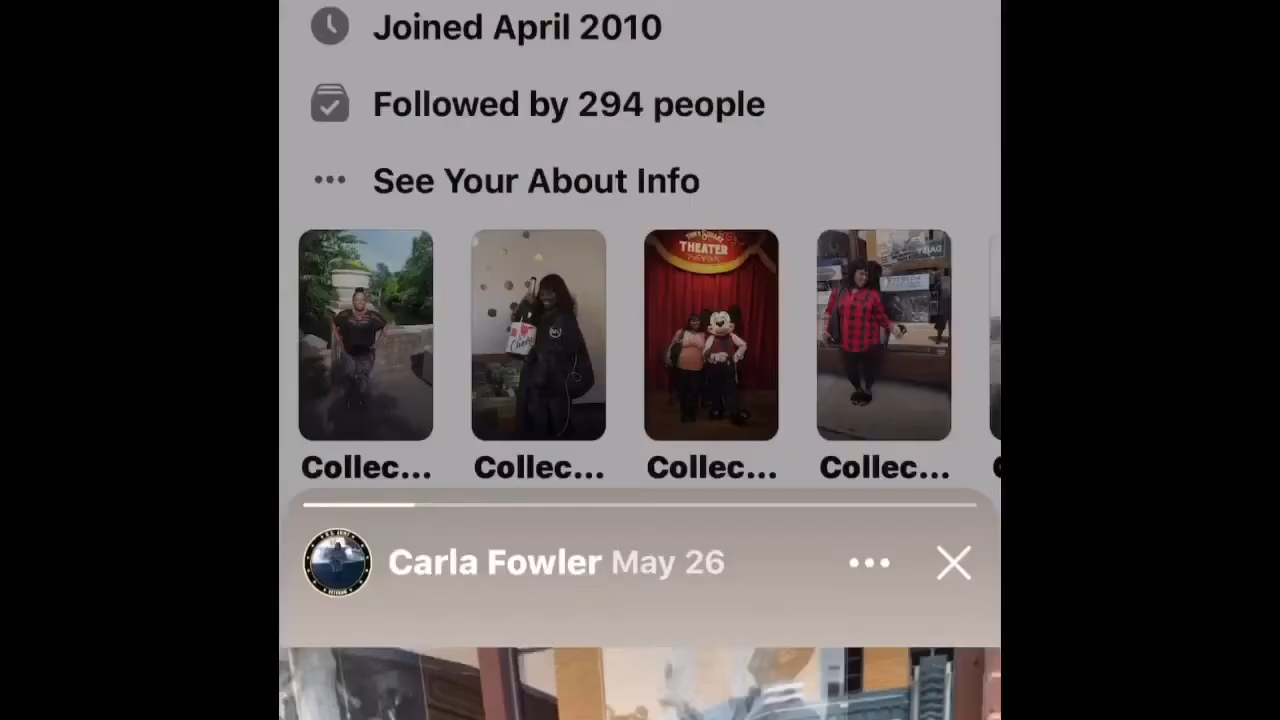 Joined April 2010
Followed by 294 people
See Your About Info
THEATER
Collec...
Collec...
Collec...
Collec...
Carla Fowler May 26